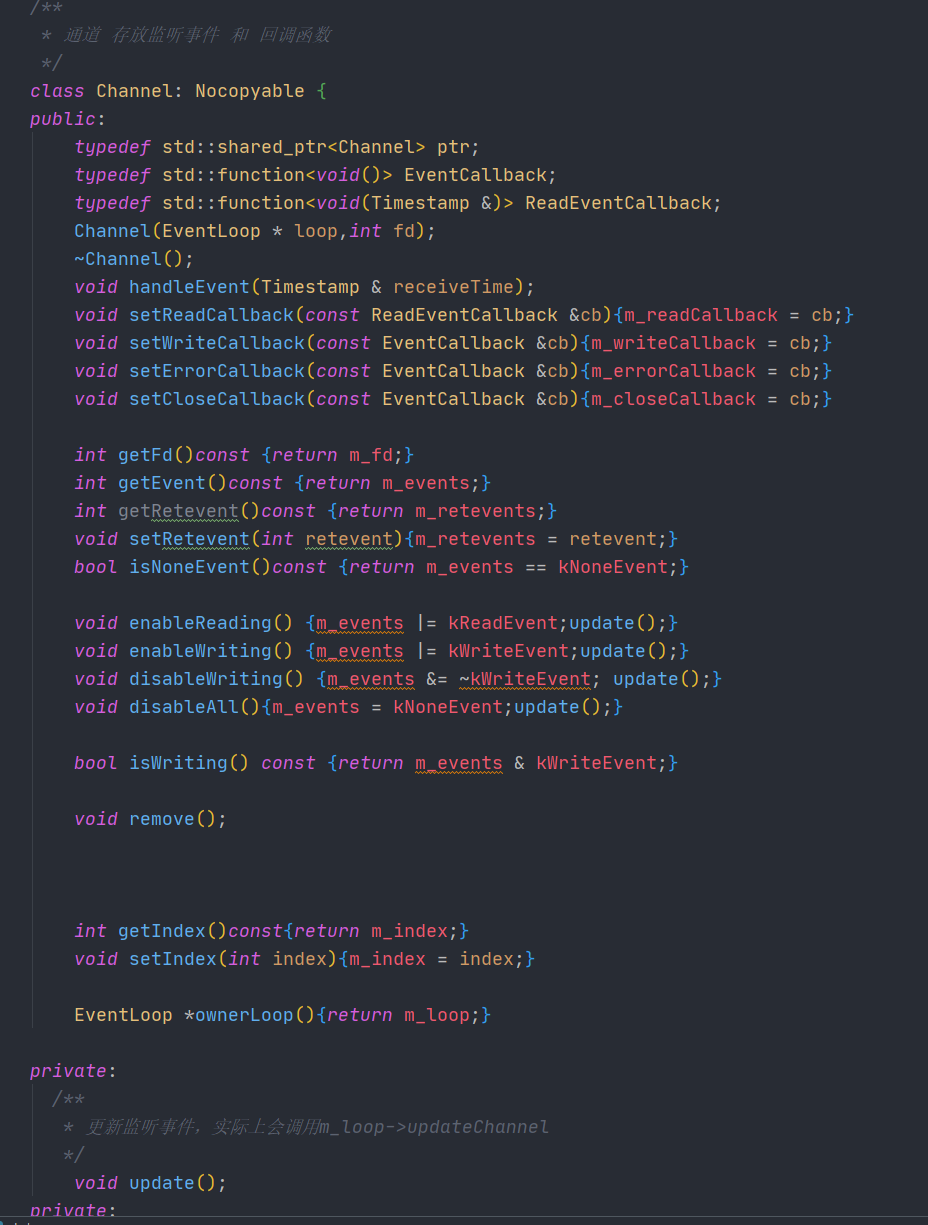 /**
 * 通道 存放监听事件 和 回调函数
 */
class Channel: Nocopyable {
public:
    typedef std::shared_ptr<Channel> ptr;
    typedef std::function<void()> EventCallback;
    typedef std::function<void(Timestamp &)> ReadEventCallback;
    Channel(EventLoop * loop,int fd);
    ~Channel();
    void handleEvent(Timestamp & receiveTime);
    void setReadCallback(const ReadEventCallback &cb){m_readCallback = cb;}
    void setWriteCallback(const EventCallback &cb){m_writeCallback = cb;}
    void setErrorCallback(const EventCallback &cb){m_errorCallback = cb;}
    void setCloseCallback(const EventCallback &cb){m_closeCallback = cb;}
    int getFd()const {return m_fd;}
    int getEvent()const {return m_events;}
    int getRetevent()const {return m_retevents;}
    void setRetevent(int retevent){m_retevents = retevent;}
    bool isNoneEvent()const {return m_events == kNoneEvent;}
    void enableReading() {m_events |= kReadEvent;update();}
    void enableWriting() {m_events |= kWriteEvent;update();}
    void disableWriting() {m_events &= ~kWriteEvent; update();}
    void disableAll(){m_events = kNoneEvent;update();}
    bool isWriting() const {return m_events & kWriteEvent;}
    void remove();
    int getIndex()const{return m_index;}
    void setIndex(int index){m_index = index;}
    EventLoop *ownerLoop(){return m_loop;}
private:
  /**
   * 更新监听事件，实际上会调用m_loop->updateChannel
   */
    void update();
private: